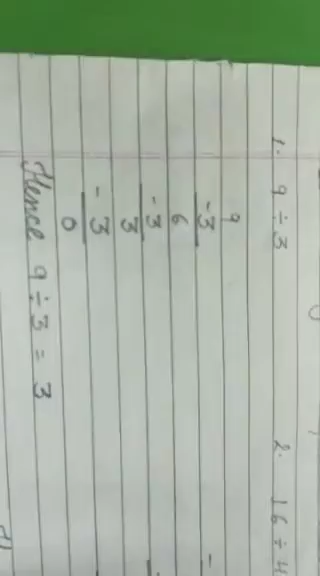 1. 9 ÷ 3
9
-3
6
-3
3
-3
0
Hence 9 ÷ 3 = 3
2. 16 ÷ 4